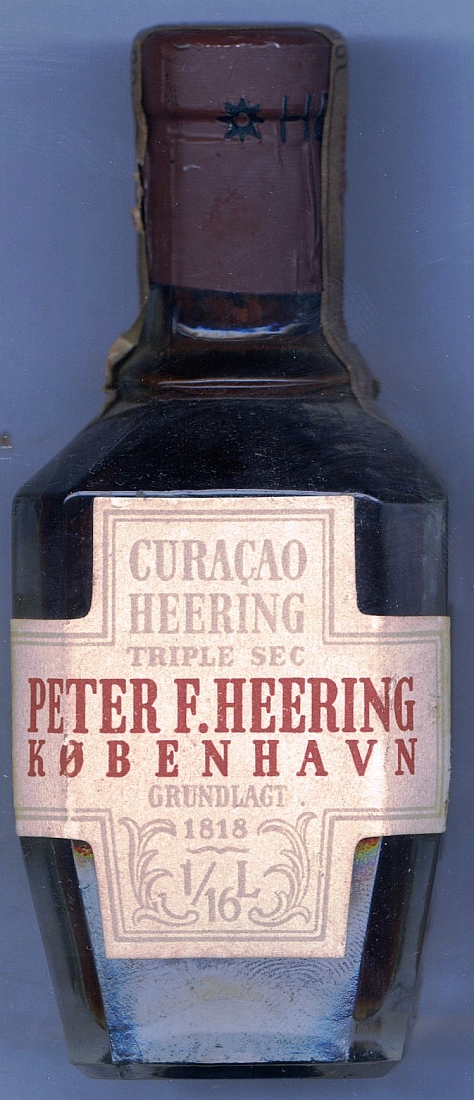 CURAÇAO
HEERING
TRIPLE SEC
PETER F. HEERING
KØBENHAVN
GRUNDLAGT
1818
1/16 L